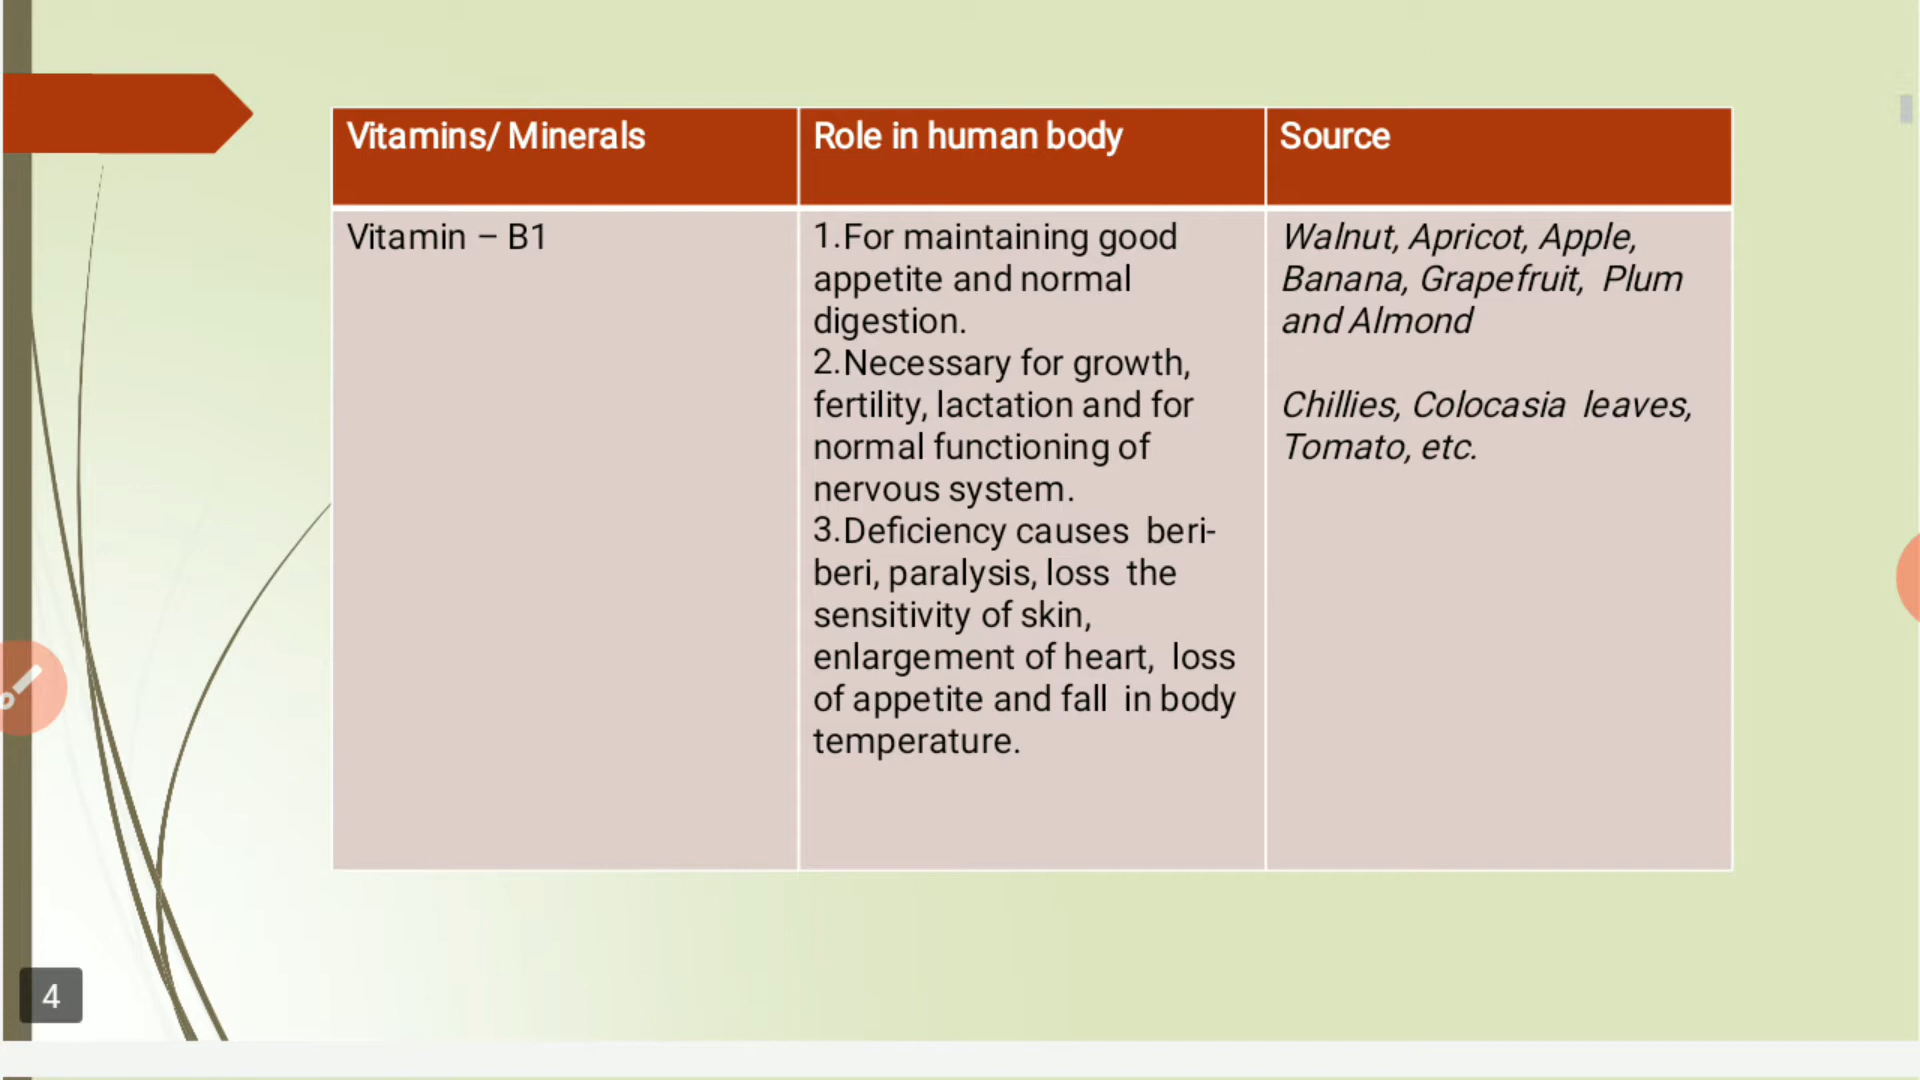 Vitamins/ Minerals
Role in human body
Source
Vitamin – B1
1.For maintaining good
appetite and normal
digestion.
2.Necessary for growth,
fertility, lactation and for
normal functioning of
nervous system.
3.Deficiency causes beri-
beri, paralysis, loss the
sensitivity of skin,
enlargement of heart, loss
of appetite and fall in body
temperature.
Walnut, Apricot, Apple,
Banana, Grapefruit, Plum
and Almond
Chillies, Colocasia leaves,
Tomato, etc.
4